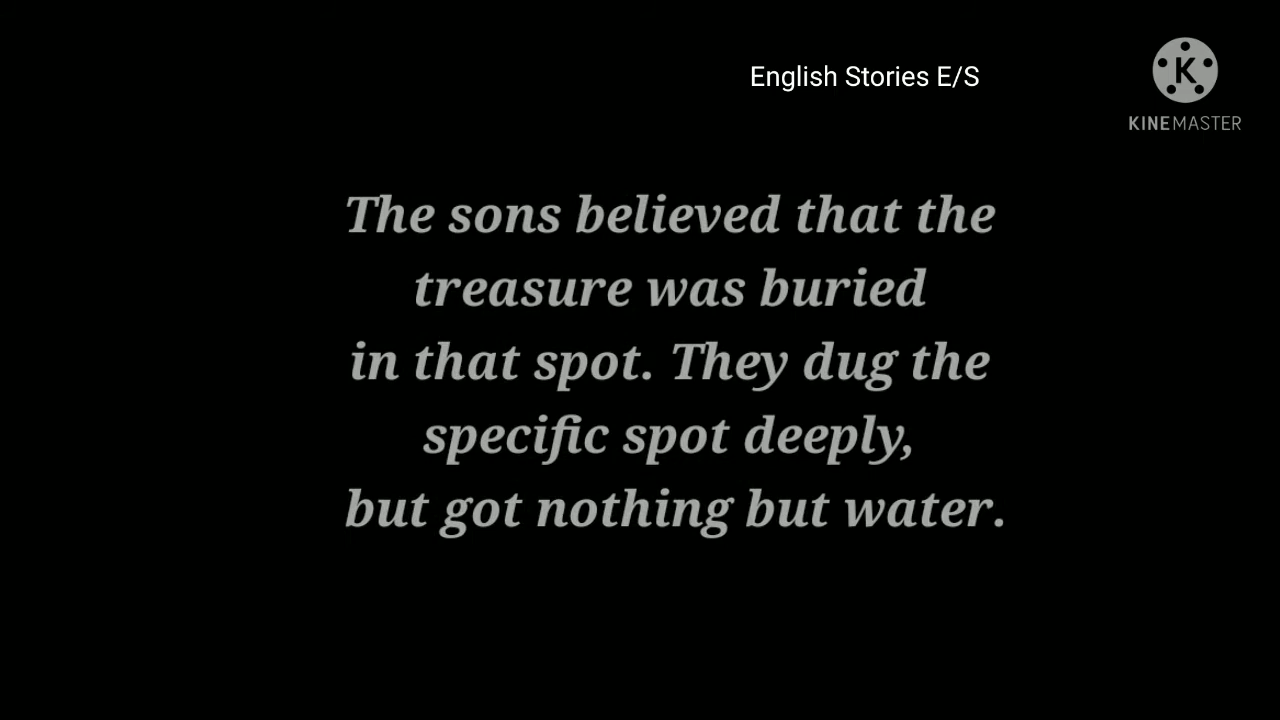 English Stories E/S
K
KINEMASTER
The sons believed that the
treasure was buried
in that spot. They dug the
specific spot deeply,
but got nothing but water.